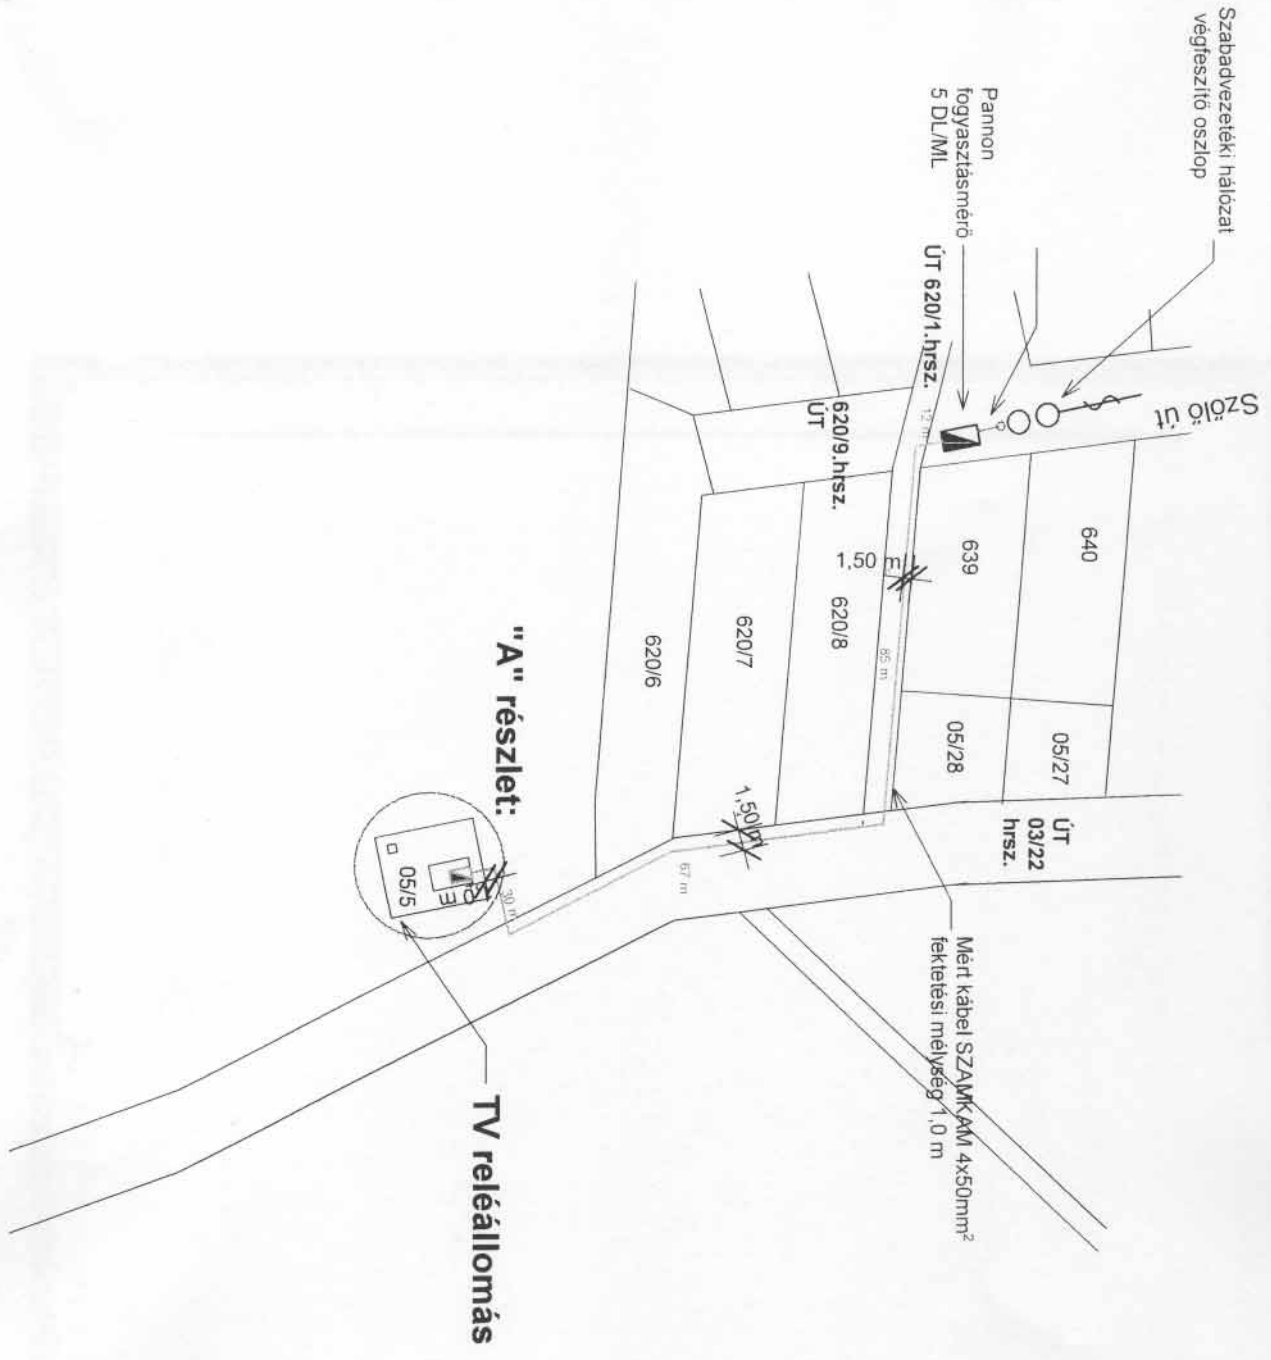 Szabadvezetéki hálózat
végfeszítő oszlop
Pannon
fogyasztásmérő
5 DL/ML
ÚT 620/1.hrsz.
Szőlő út
12 m
620/9.hrsz.
ÚT
1,50 m
639
640
620/8
620/7
620/6
85 m
05/28
05/27
ÚT
03/22
hrsz.
1,50 m
67 m
"A" részlet:
05/5
30 m
Mért kábel SZAMKAM 4x50mm²
fektetési mélység 1,0 m
TV reléállomás